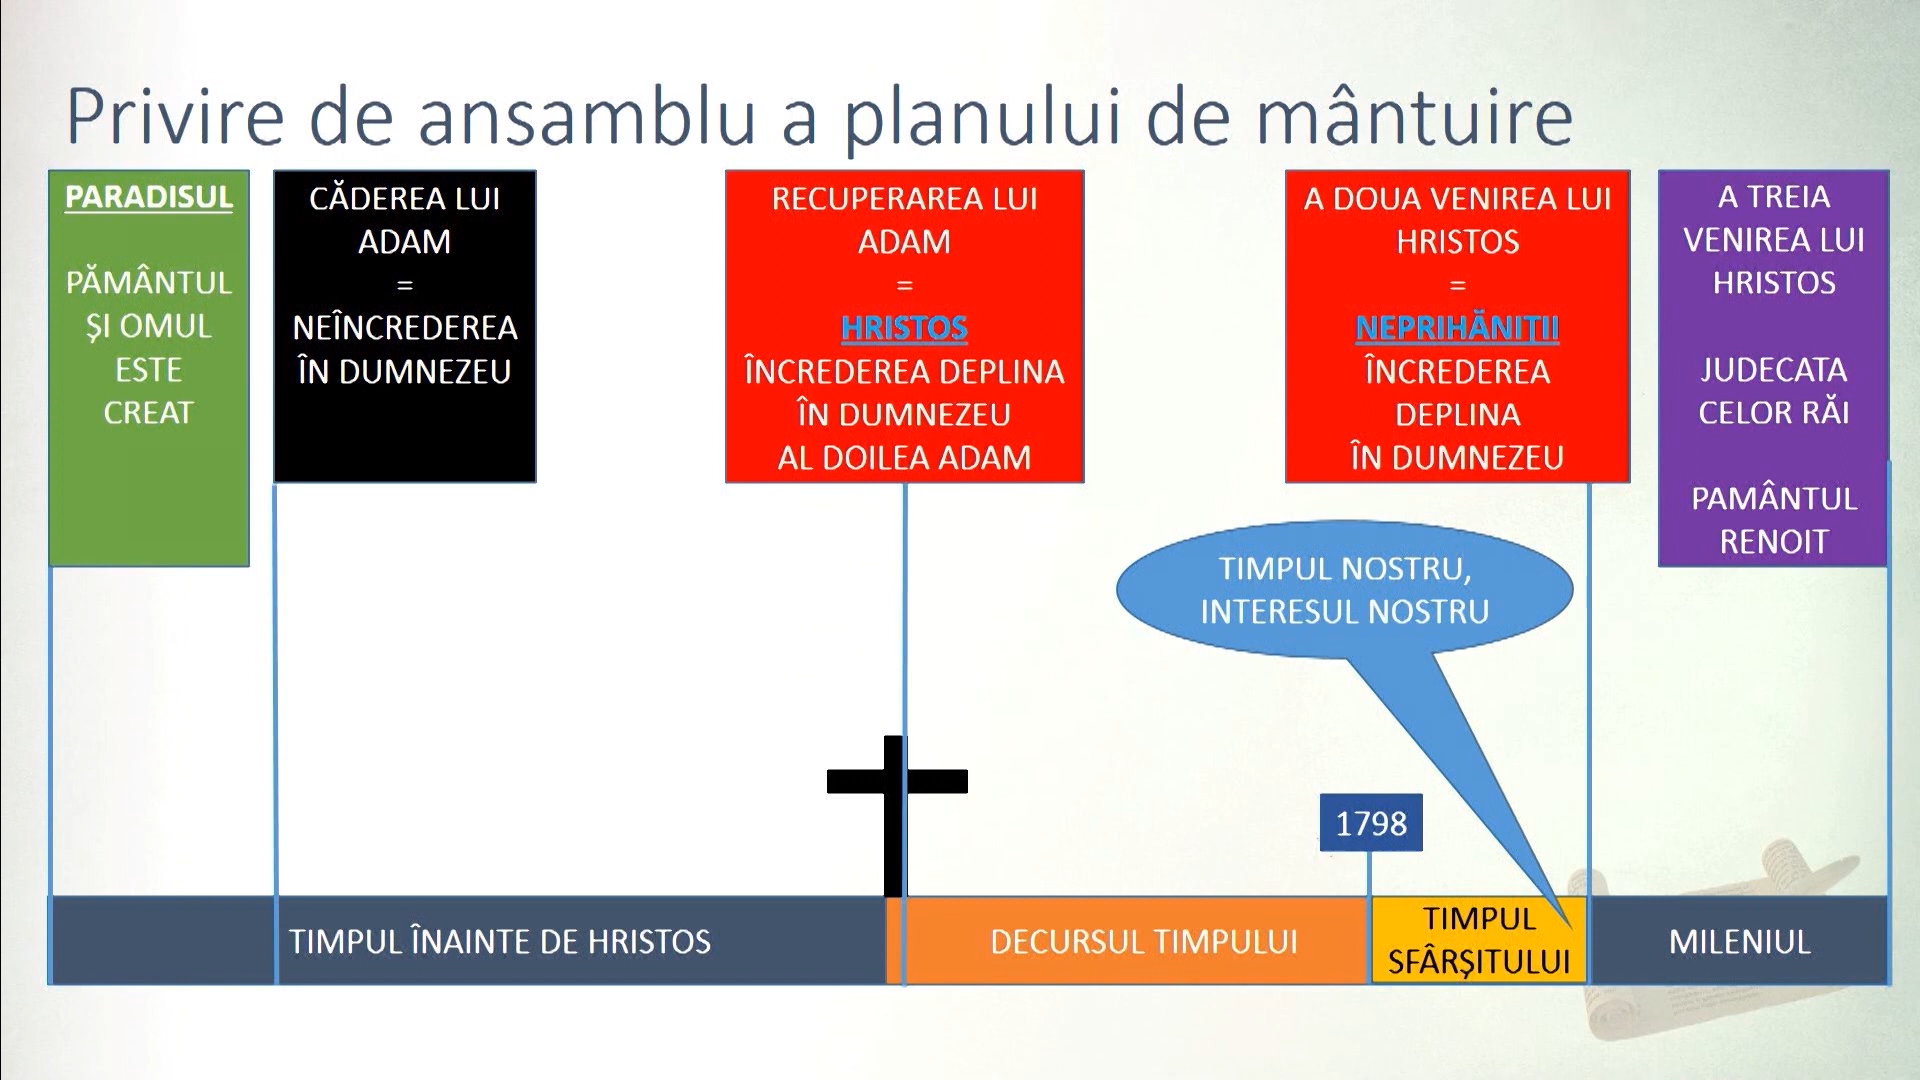 Privire de ansamblu a planului de mântuire
PARADISUL
PĂMÂNTUL
ŞI OMUL
ESTE
CREAT
CĂDEREA LUI
ADAM
=
NEÎNCREDEREA
ÎN DUMNEZEU
RECUPERAREA LUI
ADAM
=
HRISTOS
ÎNCREDEREA DEPLINA
ÎN DUMNEZEU
AL DOILEA ADAM
A DOUA VENIREA LUI
HRISTOS
=
NEPRIHĂNIŢII
ÎNCREDEREA
DEPLINA
ÎN DUMNEZEU
A TREIA
VENIREA LUI
HRISTOS
JUDECATA
CELOR RĂI
PAMÂNTUL
RENOIT
TIMPUL NOSTRU,
INTERESUL NOSTRU
1798
TIMPUL ÎNAINTE DE HRISTOS
DECURSUL TIMPULUI
TIMPUL
SFÂRŞITULUI
MILENIUL